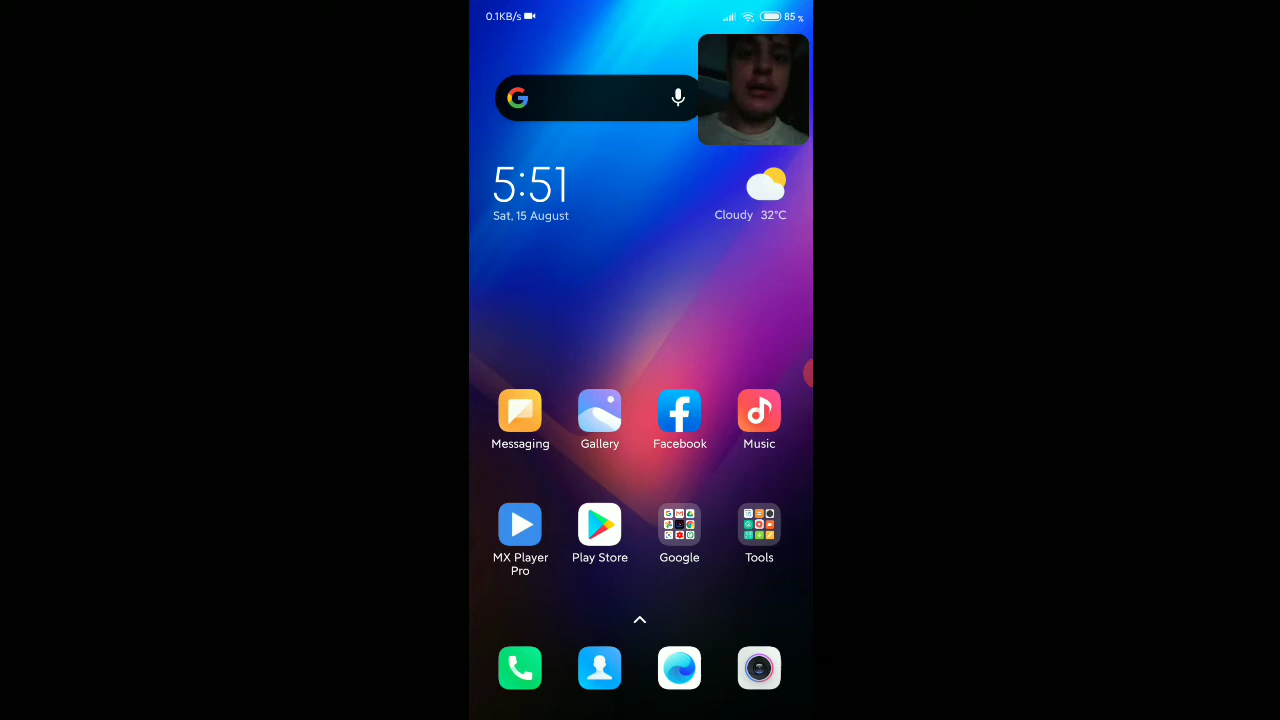 0.1KB/s 85 %
5:51
Sat, 15 August
Cloudy 32°C
Messaging Gallery Facebook Music
MX Player Play Store Google Tools
Pro